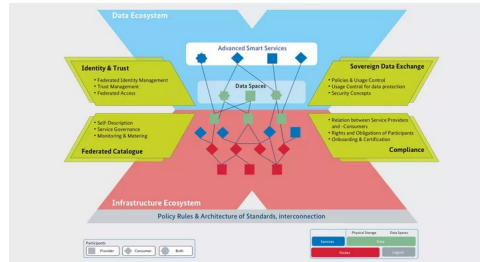 Data Ecosystem
Advanced Smart Services
Identity & Trust
• Federated Identity Management
• Trust Management
• Federated Access
Sovereign Data Exchange
• Policies & Usage Control
• Usage Control for data protection
• Security Concepts
Data Spaces
• Self-Description
• Service Governance
• Monitoring & Metering
Federated Catalogue
• Relation between Service Providers
and -Consumers
• Rights and Obligations of Participants
• Onboarding & Certification
Compliance
Infrastructure Ecosystem
Policy Rules & Architecture of Standards, interconnection
Participants
Provider
Consumer
Both
Physical Storage
Data Spaces
Services
Data
Nodes